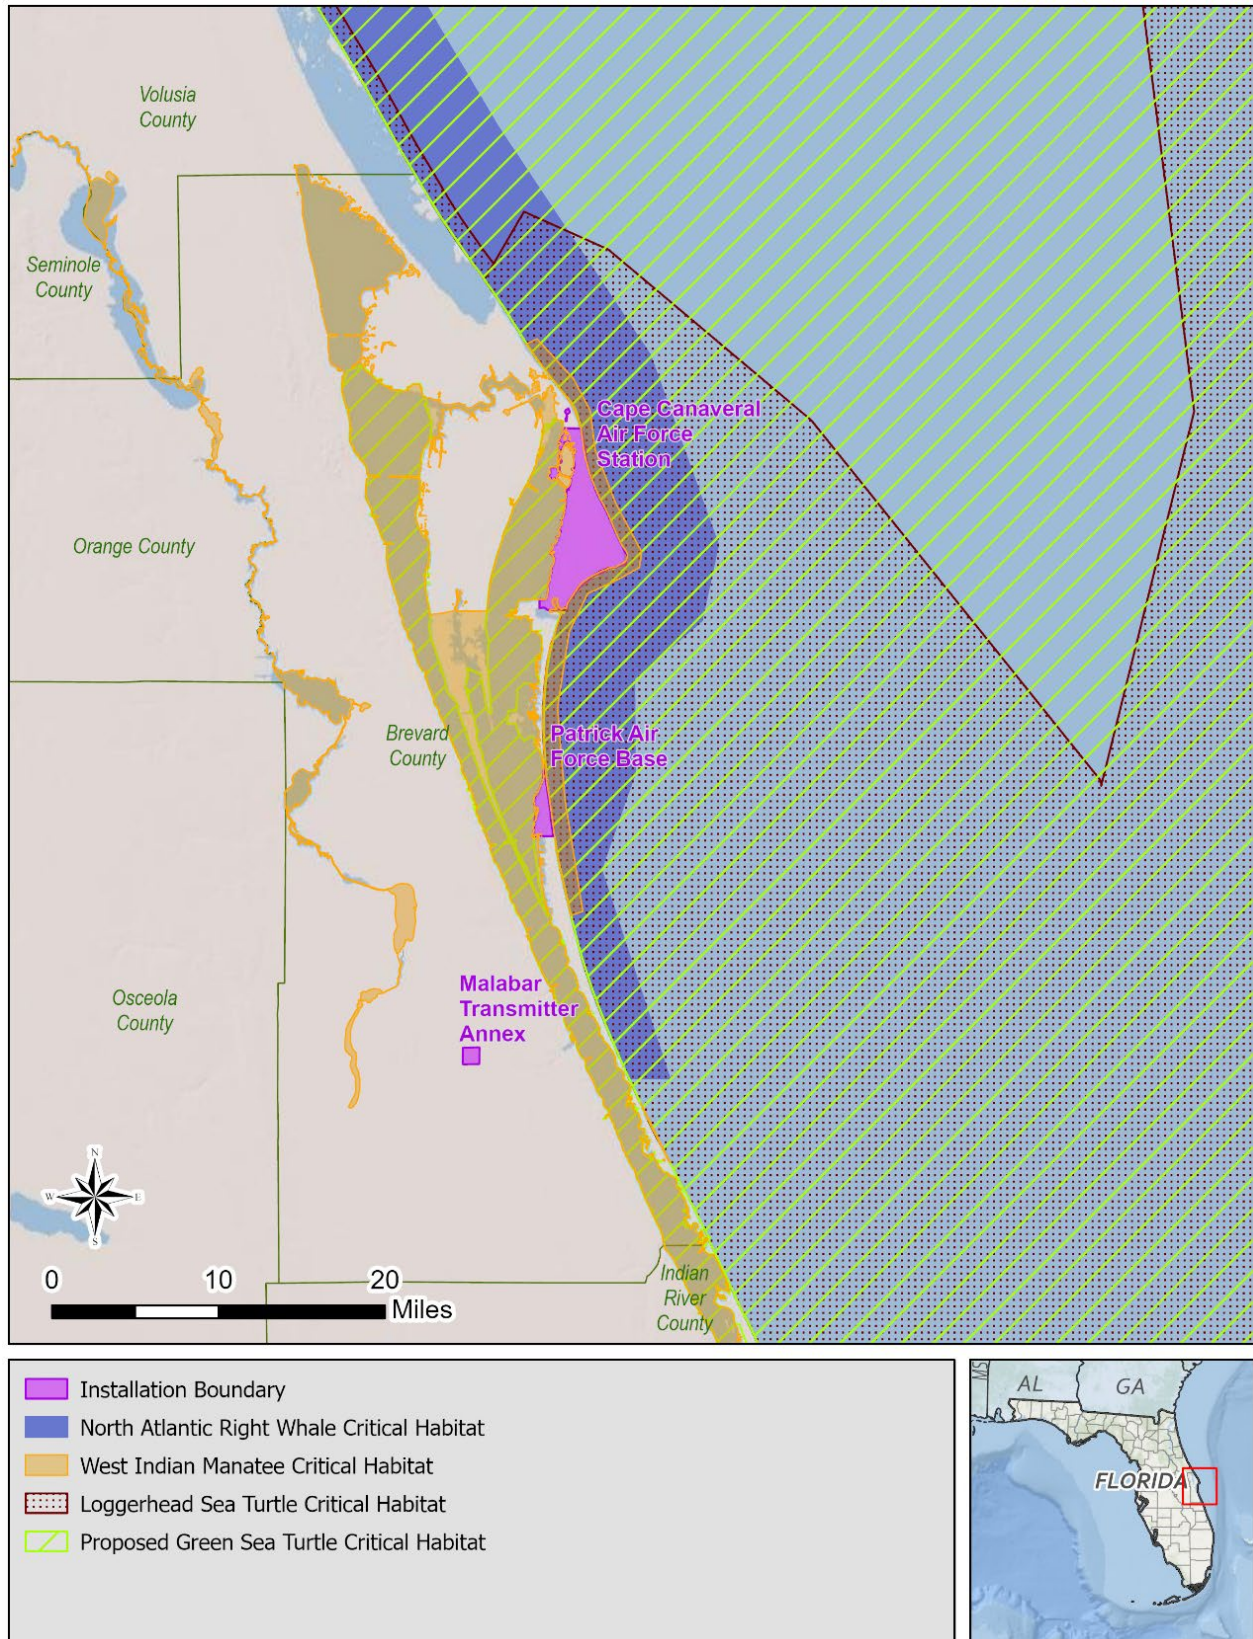 Volusia
County
Seminole
County
Cape Canaveral
Air Force
Station
Orange County
Brevard
County
Patrick Air
Force Base
Malabar
Transmitter
Annex
Osceola
County
N
W
E
S
0 10 20
Miles
Indian
River
County
Installation Boundary
North Atlantic Right Whale Critical Habitat
West Indian Manatee Critical Habitat
Loggerhead Sea Turtle Critical Habitat
Proposed Green Sea Turtle Critical Habitat
MS
AL
GA
FLORIDA